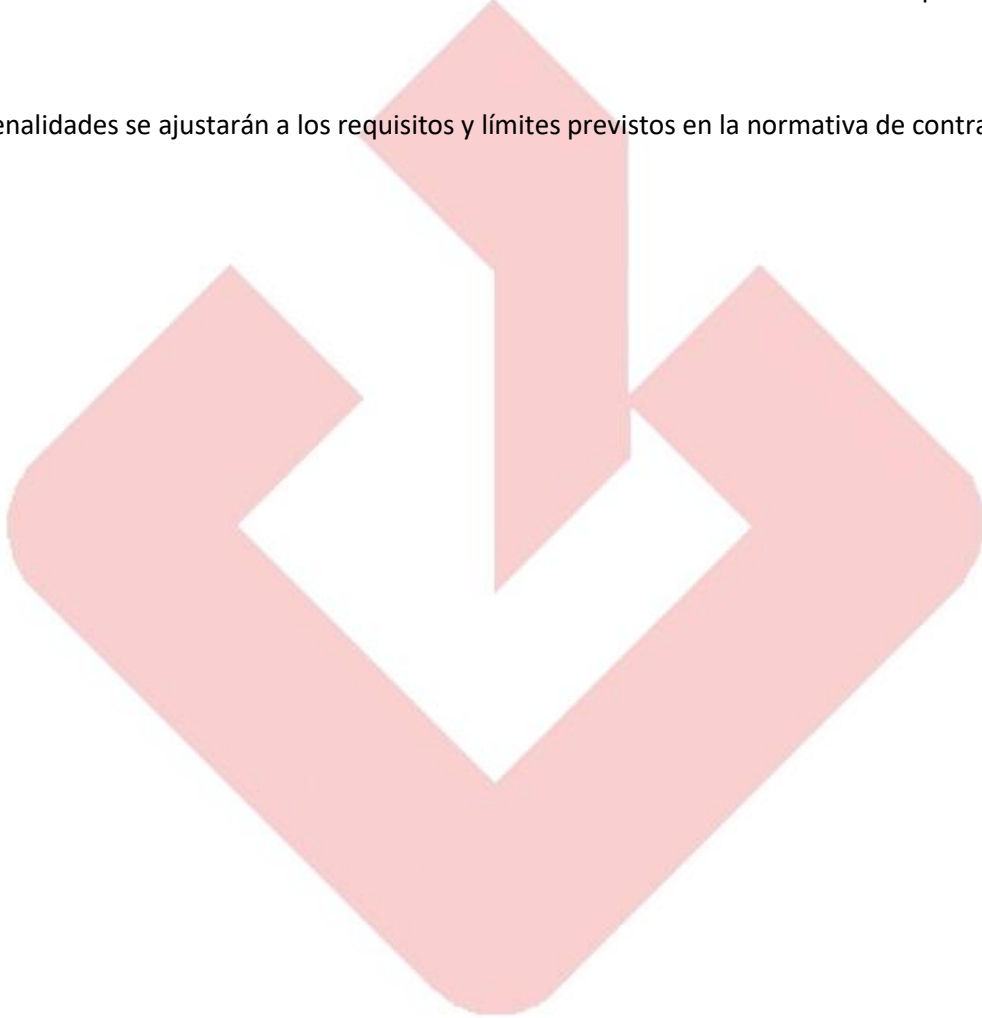 enalidades se ajustarán a los requisitos y límites previstos en la normativa de contra